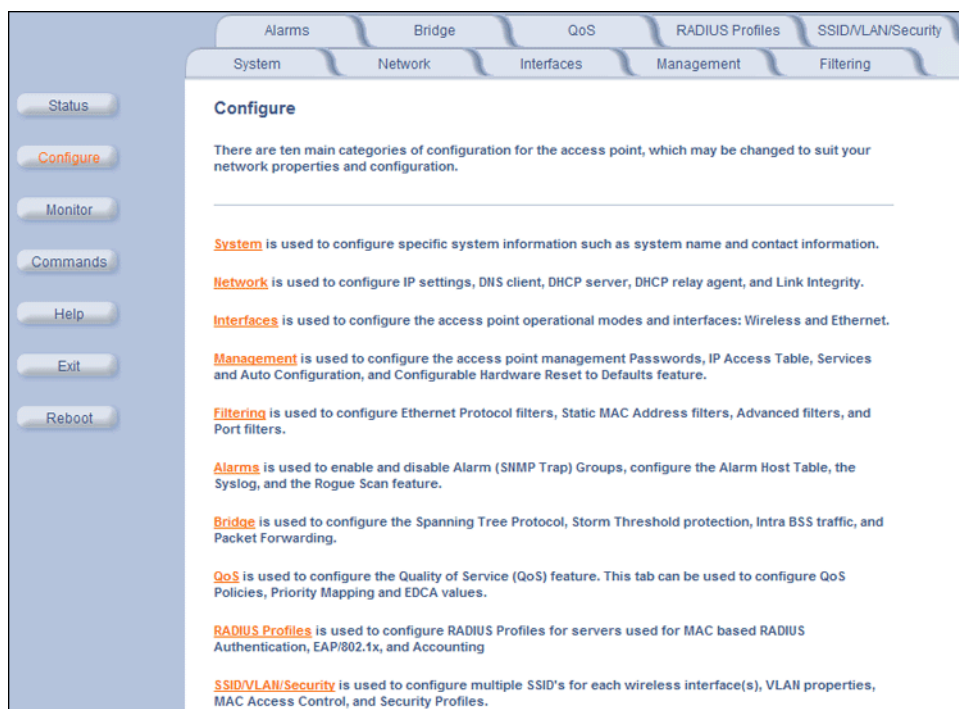 Alarms Bridge QoS RADIUS Profiles SSID/VLAN/Security
System Network Interfaces Management Filtering
Status
Configure
Monitor
Commands
Help
Exit
Reboot
Configure
There are ten main categories of configuration for the access point, which may be changed to suit your
network properties and configuration.
System is used to configure specific system information such as system name and contact information.
Network is used to configure IP settings, DNS client, DHCP server, DHCP relay agent, and Link Integrity.
Interfaces is used to configure the access point operational modes and interfaces: Wireless and Ethernet.
Management is used to configure the access point management Passwords, IP Access Table, Services
and Auto Configuration, and Configurable Hardware Reset to Defaults feature.
Filtering is used to configure Ethernet Protocol filters, Static MAC Address filters, Advanced filters, and
Port filters.
Alarms is used to enable and disable Alarm (SNMP Trap) Groups, configure the Alarm Host Table, the
Syslog, and the Rogue Scan feature.
Bridge is used to configure the Spanning Tree Protocol, Storm Threshold protection, Intra BSS traffic, and
Packet Forwarding.
QoS is used to configure the Quality of Service (QoS) feature. This tab can be used to configure QoS
Policies, Priority Mapping and EDCA values.
RADIUS Profiles is used to configure RADIUS Profiles for servers used for MAC based RADIUS
Authentication, EAP/802.1x, and Accounting
SSID/VLAN/Security is used to configure multiple SSID's for each wireless interface(s), VLAN properties,
MAC Access Control, and Security Profiles.